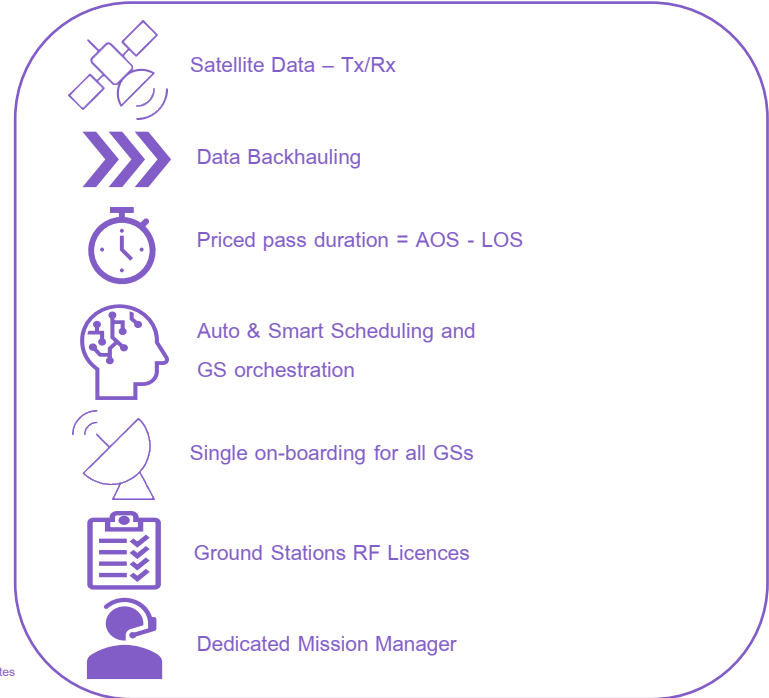 Satellite Data – Tx/Rx
Data Backhauling
Priced pass duration = AOS - LOS
Auto & Smart Scheduling and
GS orchestration
Single on-boarding for all GSs
Ground Stations RF Licences
Dedicated Mission Manager